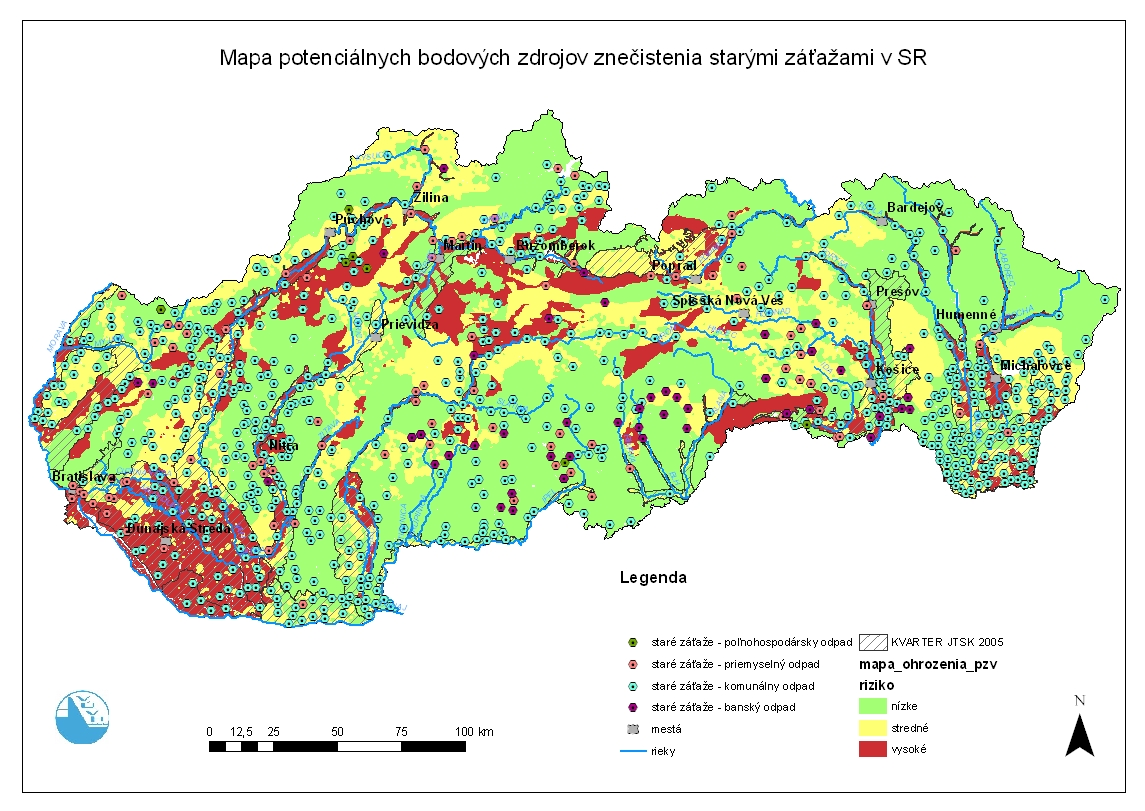 Mapa potenciálnych bodových zdrojov znečistenia starými záťažami v SR
Žilina
Bardejov
Púchov
Martin
Ružomberok
Poprad
Prešov
Spišská Nová Ves
Humenné
Prievidza
Michalovce
Košice
Nitra
Bratislava
Dunajská Streda
MORAVA
Legenda
staré záťaže - poľnohospodársky odpad
staré záťaže - priemyselný odpad
staré záťaže - komunálny odpad
staré záťaže - banský odpad
mestá
rieky
KVARTER JTSK 2005
mapa_ohrozenia_pzv
riziko
nízke
stredné
vysoké
0 12,5 25 50 75 100 km
N